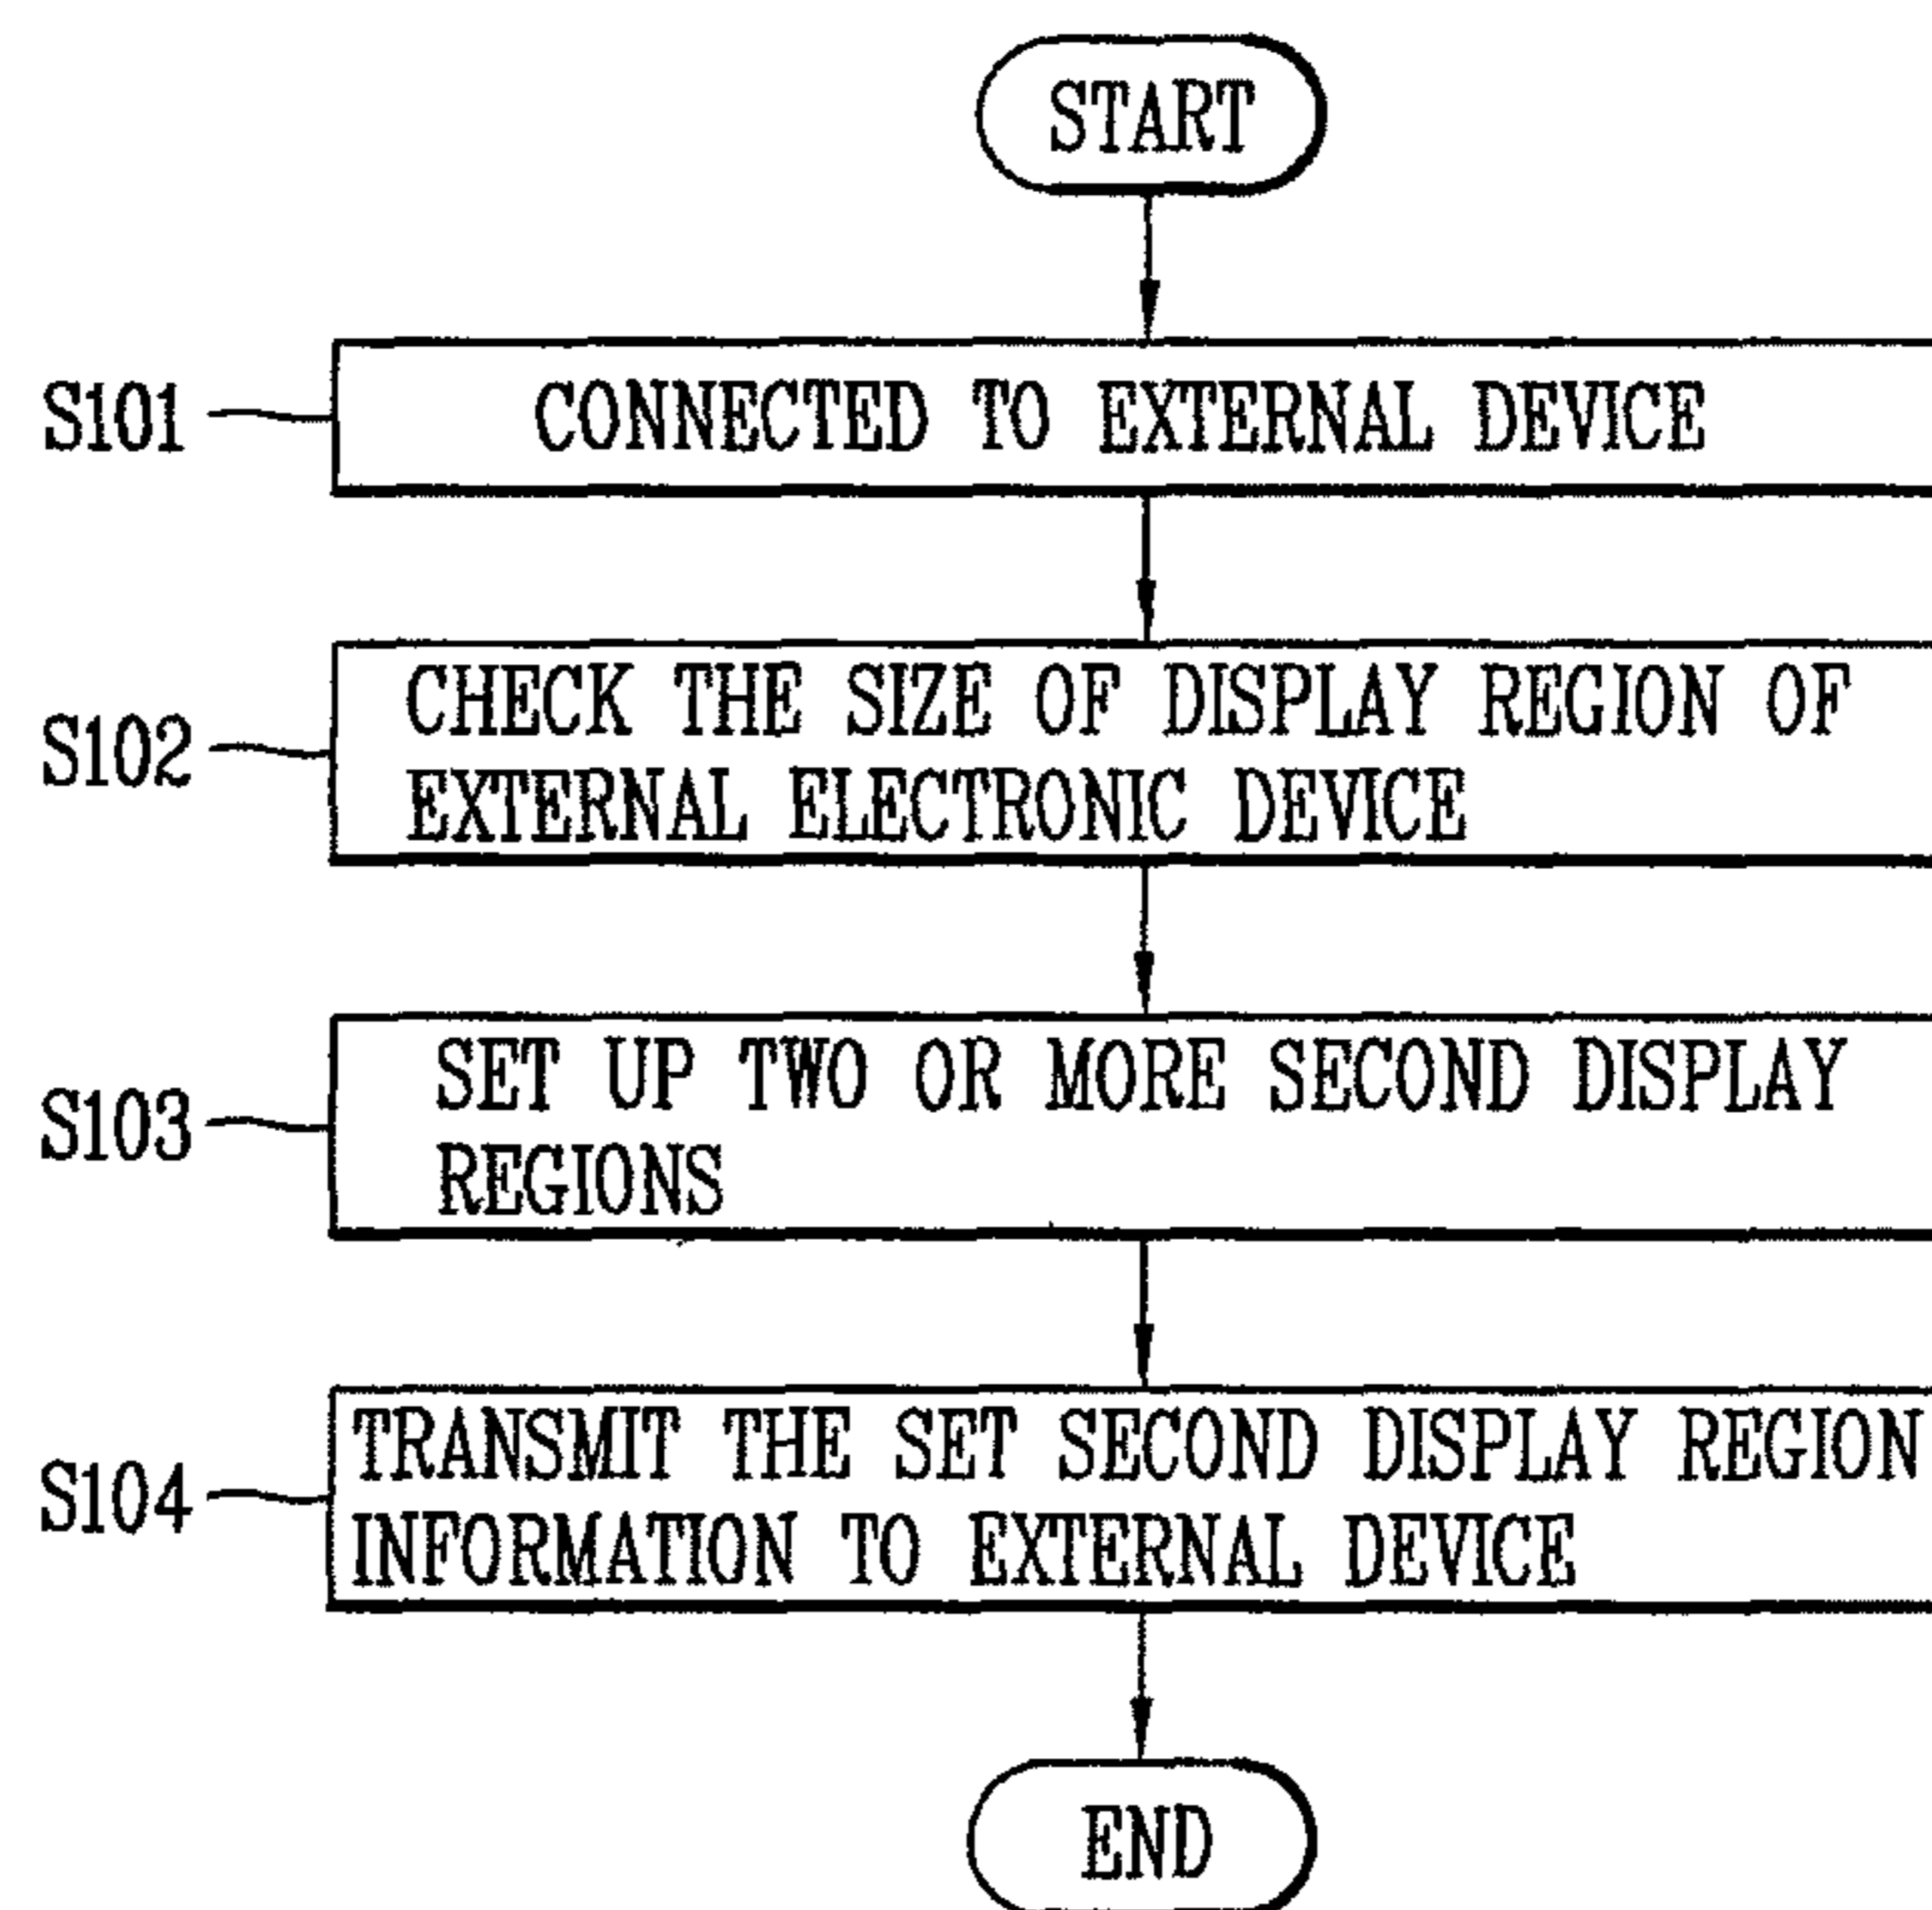 START
S101
CONNECTED TO EXTERNAL DEVICE
S102
CHECK THE SIZE OF DISPLAY REGION OF
EXTERNAL ELECTRONIC DEVICE
S103
SET UP TWO OR MORE SECOND DISPLAY
REGIONS
S104
TRANSMIT THE SET SECOND DISPLAY REGION
INFORMATION TO EXTERNAL DEVICE
END